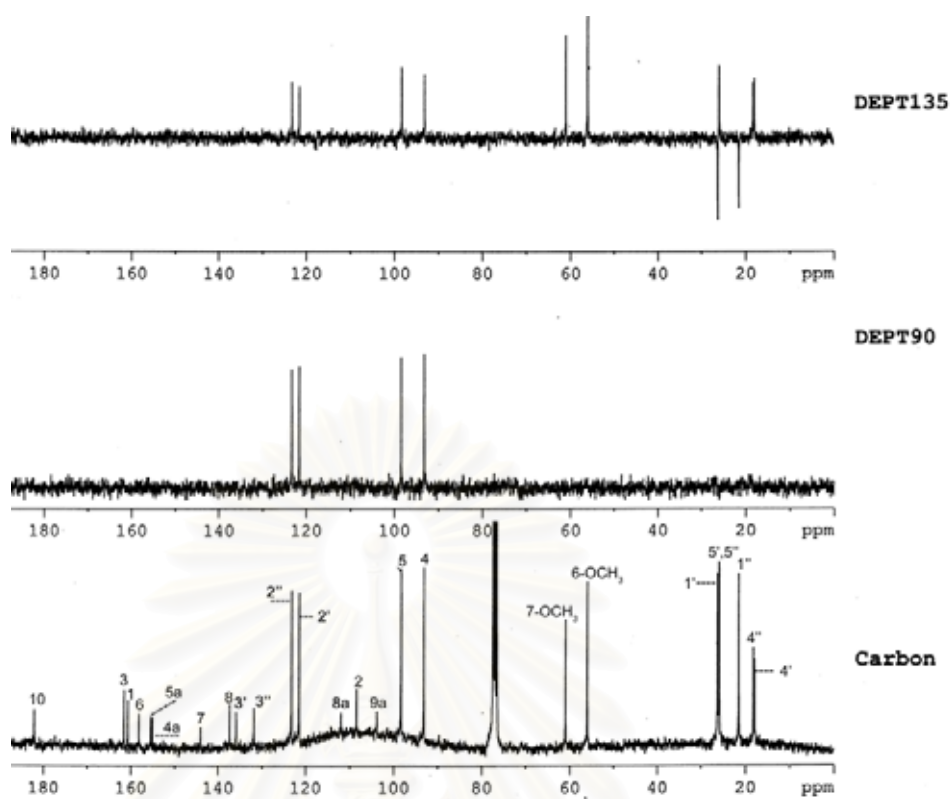 DEPT135
180 160 140 120 100 80 60 40 20 ppm
DEPT90
180 160 140 120 100 80 60 40 20 ppm
Carbon
10 3 1 6 5a 4a 7 8 3' 3'' 2'' 2' 8a 2 9a 5 4 7-OCH₃ 6-OCH₃ 1' 5',5'' 1'' 4'' 4'
180 160 140 120 100 80 60 40 20 ppm